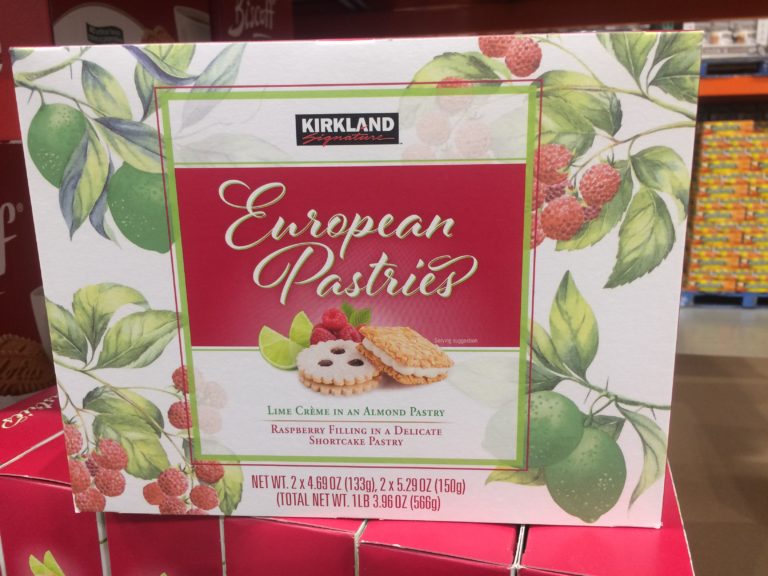 Biscoff
KIRKLAND
Signature
European
Pastries
Serving suggestion
LIME CRÈME IN AN ALMOND PASTRY
RASPBERRY FILLING IN A DELICATE
SHORTCAKE PASTRY
NET WT. 2 x 4.69 OZ (133g), 2 x 5.29 OZ (150g)
(TOTAL NET WT. 1LB 3.96 OZ (566g)